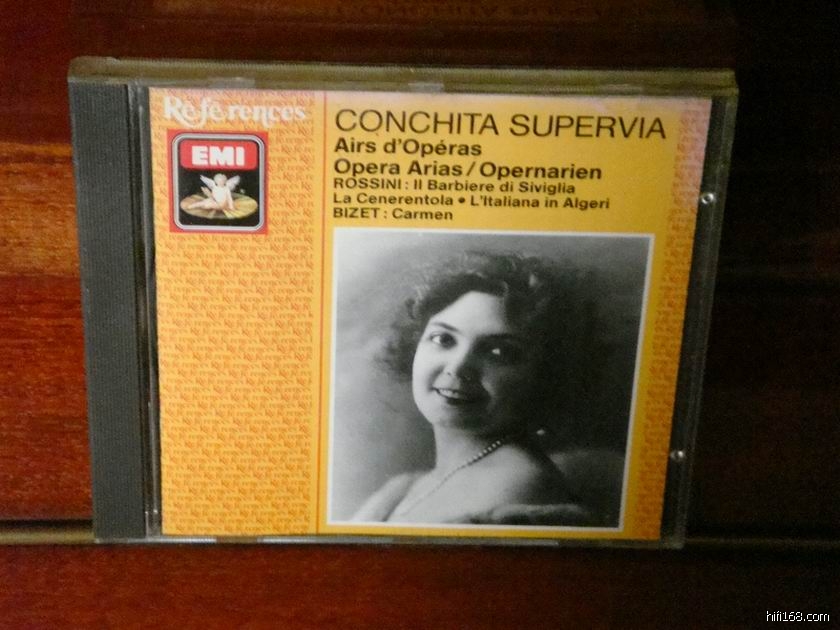 Références
EMI
CONCHITA SUPERVIA
Airs d'Opéras
Opera Arias / Opernarien
ROSSINI : Il Barbiere di Siviglia
La Cenerentola • L'Italiana in Algeri
BIZET : Carmen
hifi168.com